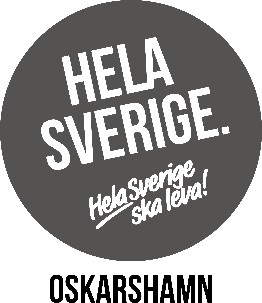 HELA
SVERIGE.
Hela Sverige
ska leva!
OSKARSHAMN